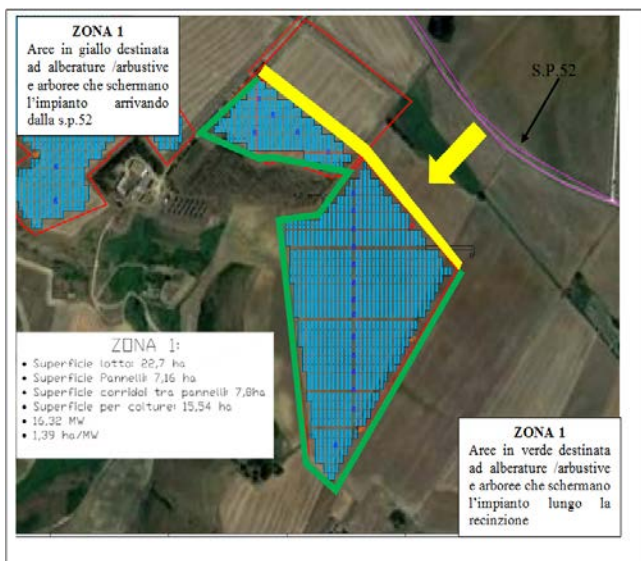 ZONA 1
Aree in giallo destinata
ad alberature /arbustive
e arboree che schermano
l'impianto arrivando
dalla s.p.52
S.P.52
ZONA 1:
• Superficie lotto: 22,7 ha
• Superficie Pannelli: 7,16 ha
• Superficie corridoi tra pannelli: 7,8ha
• Superficie per colture: 15,54 ha
• 16,32 MW
• 1,39 ha/MW
ZONA 1
Aree in verde destinata
ad alberature /arbustive
e arboree che schermano
l'impianto lungo la
recinzione